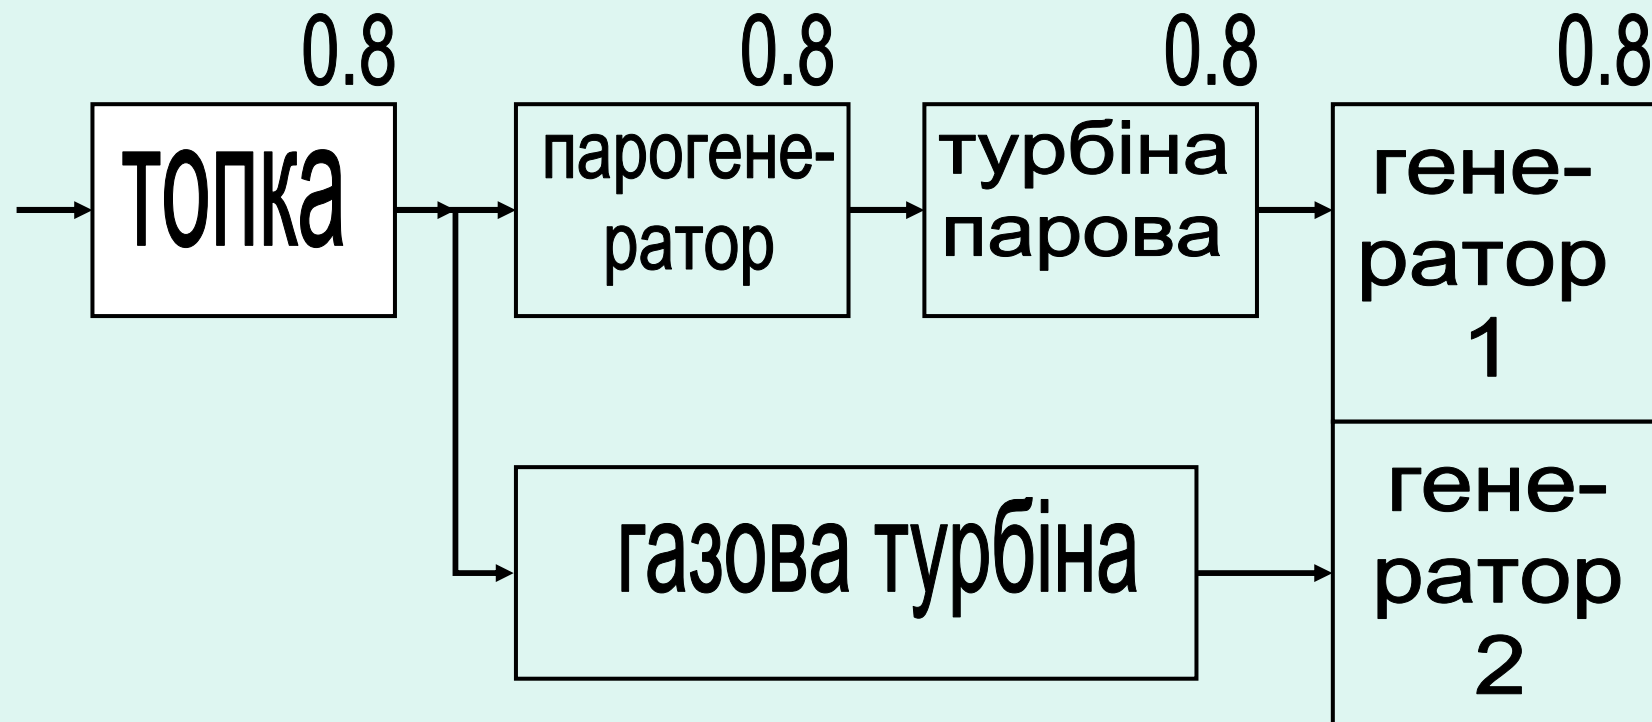 0.8
0.8
0.8
0.8
топка
парогене-
ратор
турбіна
парова
гене-
ратор
1
газова турбіна
гене-
ратор
2